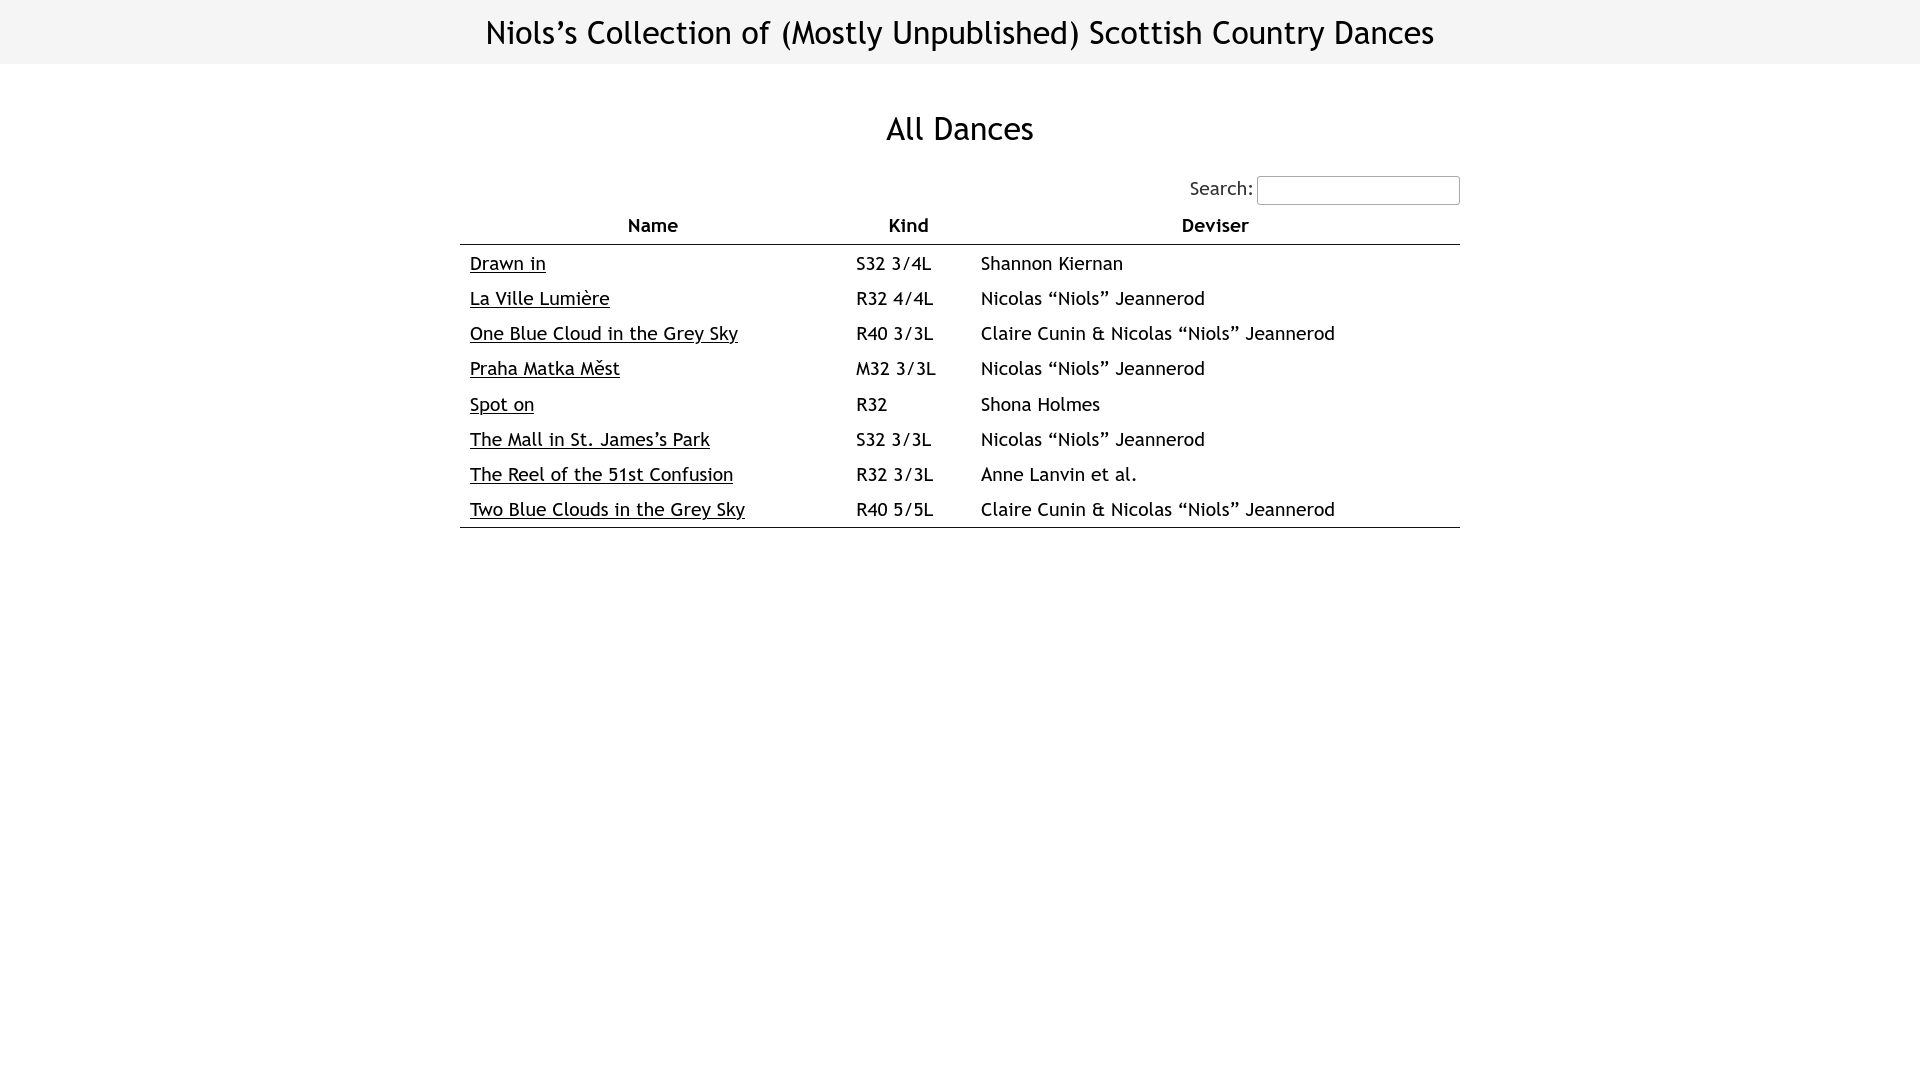 Niols’s Collection of (Mostly Unpublished) Scottish Country Dances
All Dances
Search:
Name Kind Deviser
Drawn in S32 3/4L Shannon Kiernan
La Ville Lumière R32 4/4L Nicolas “Niols” Jeannerod
One Blue Cloud in the Grey Sky R40 3/3L Claire Cunin & Nicolas “Niols” Jeannerod
Praha Matka Měst M32 3/3L Nicolas “Niols” Jeannerod
Spot on R32 Shona Holmes
The Mall in St. James’s Park S32 3/3L Nicolas “Niols” Jeannerod
The Reel of the 51st Confusion R32 3/3L Anne Lanvin et al.
Two Blue Clouds in the Grey Sky R40 5/5L Claire Cunin & Nicolas “Niols” Jeannerod